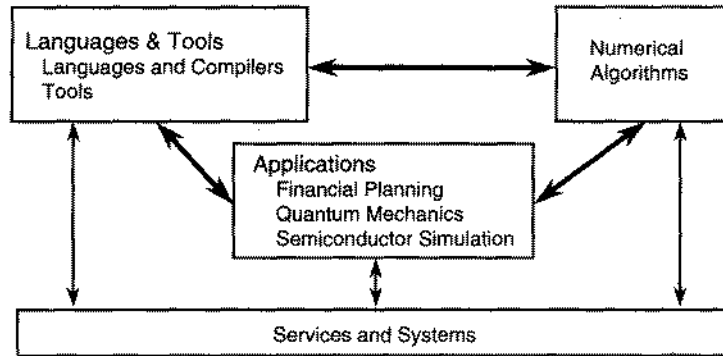 Languages & Tools
Languages and Compilers
Tools
Numerical
Algorithms
Applications
Financial Planning
Quantum Mechanics
Semiconductor Simulation
Services and Systems